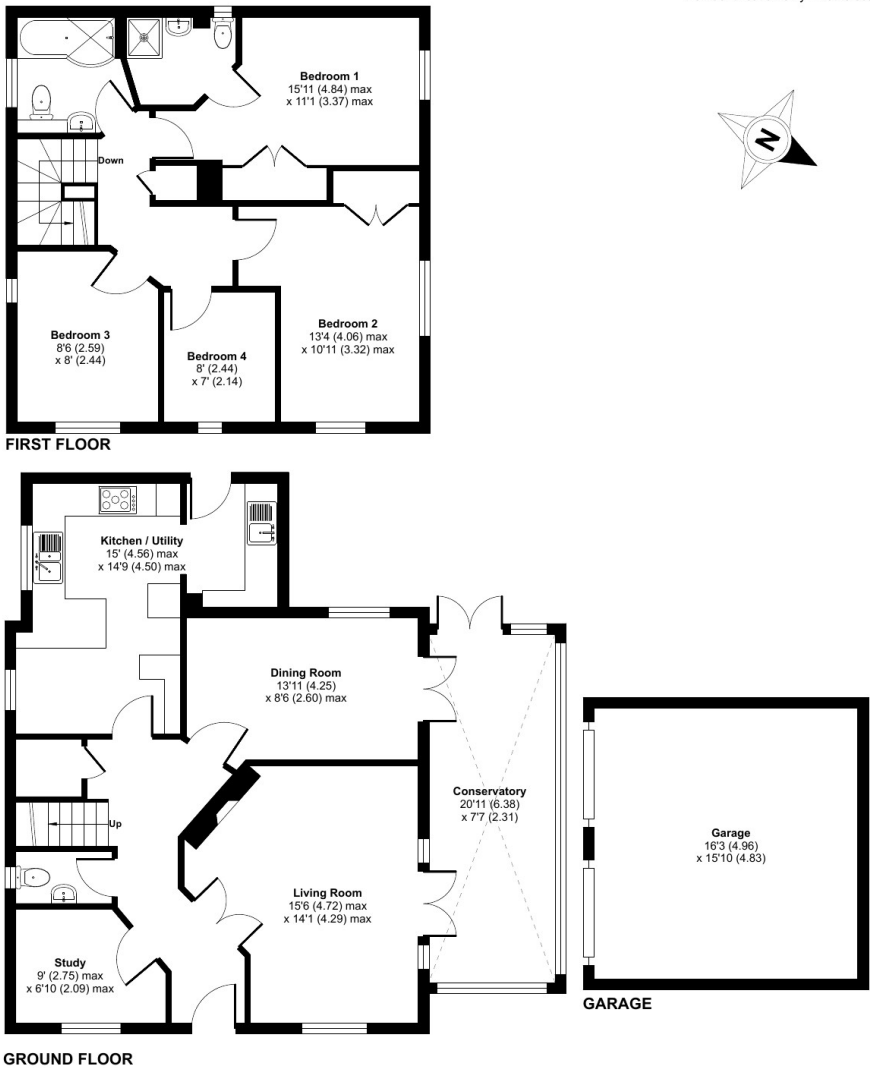 Bedroom 1
15'11 (4.84) max
x 11'1 (3.37) max
N
Down
Bedroom 2
13'4 (4.06) max
x 10'11 (3.32) max
Bedroom 3
8'6 (2.59)
x 8' (2.44)
Bedroom 4
8' (2.44)
x 7' (2.14)
FIRST FLOOR
Kitchen / Utility
15' (4.56) max
x 14'9 (4.50) max
Dining Room
13'11 (4.25)
x 8'6 (2.60) max
Conservatory
20'11 (6.38)
x 7'7 (2.31)
Up
Garage
16'3 (4.96)
x 15'10 (4.83)
Living Room
15'6 (4.72) max
x 14'1 (4.29) max
Study
9' (2.75) max
x 6'10 (2.09) max
GARAGE
GROUND FLOOR